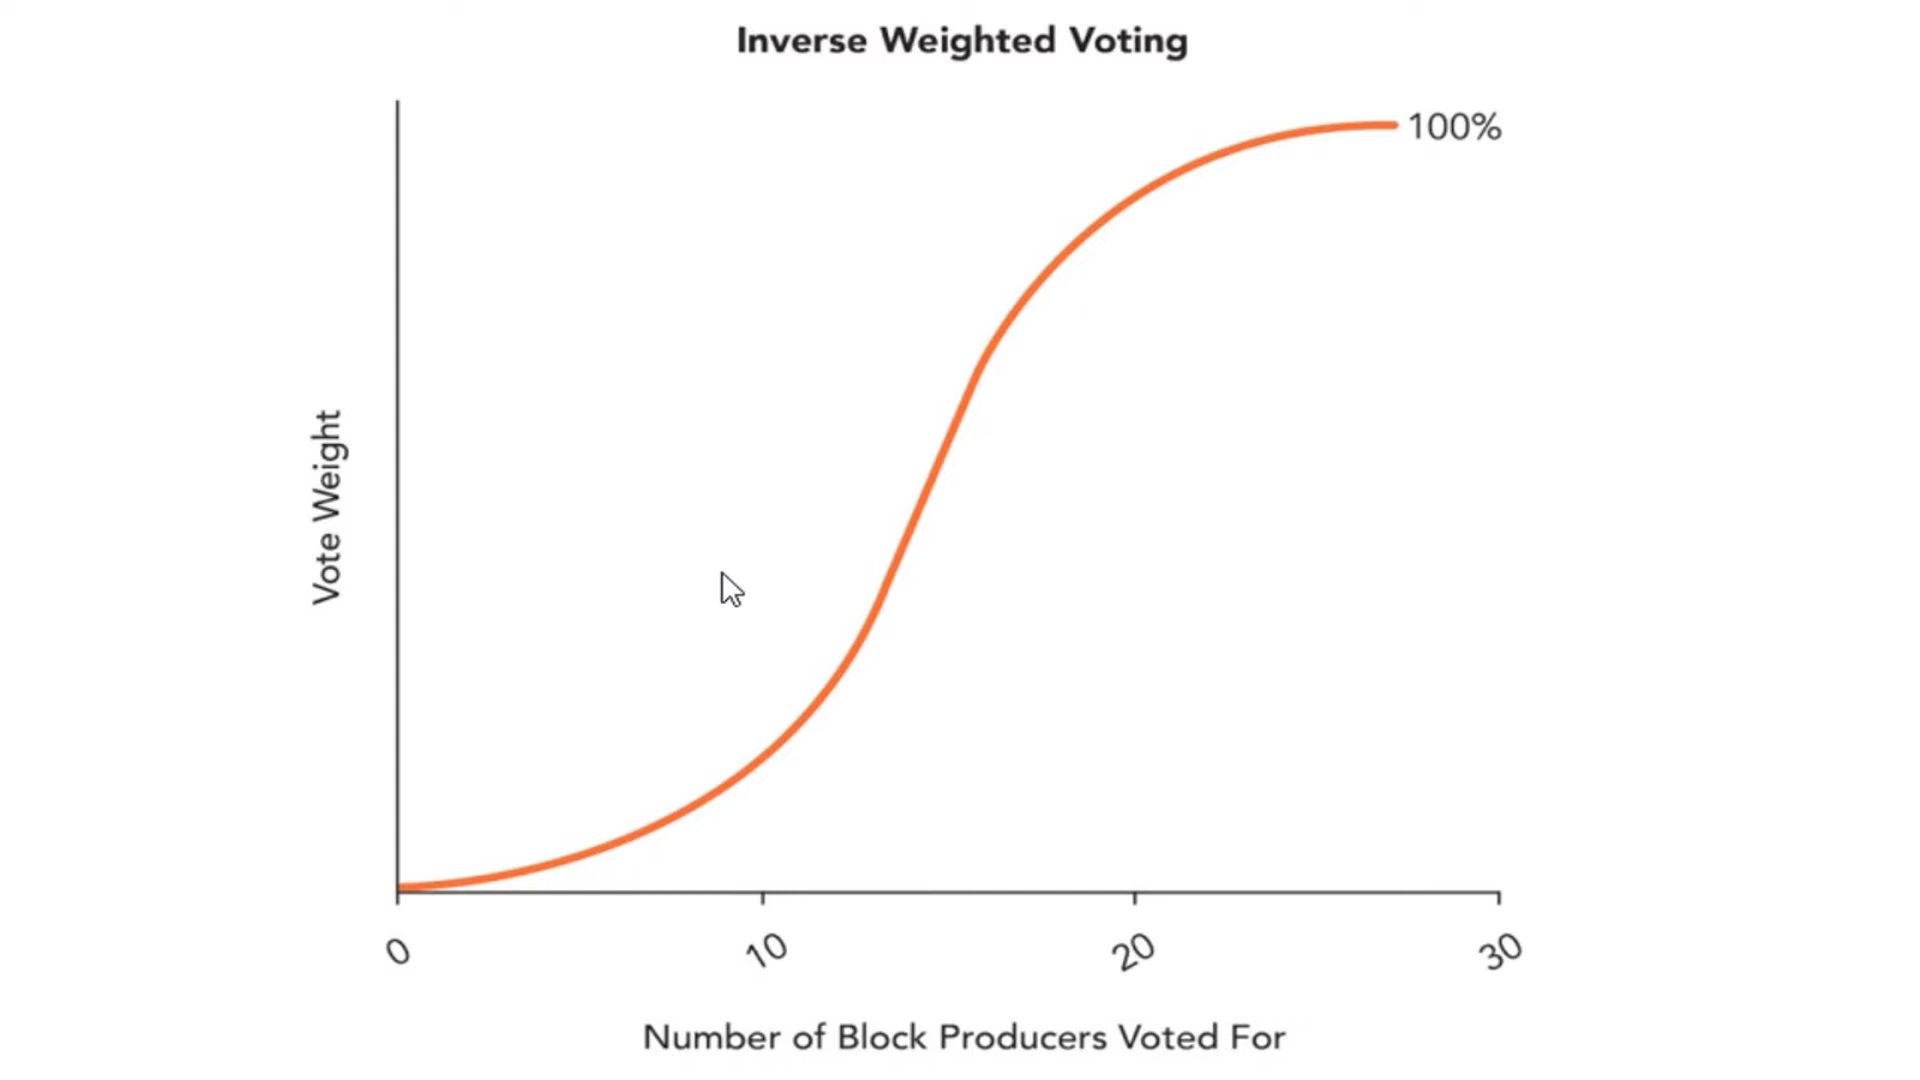 Inverse Weighted Voting
100%
Vote Weight
0
10
20
30
Number of Block Producers Voted For